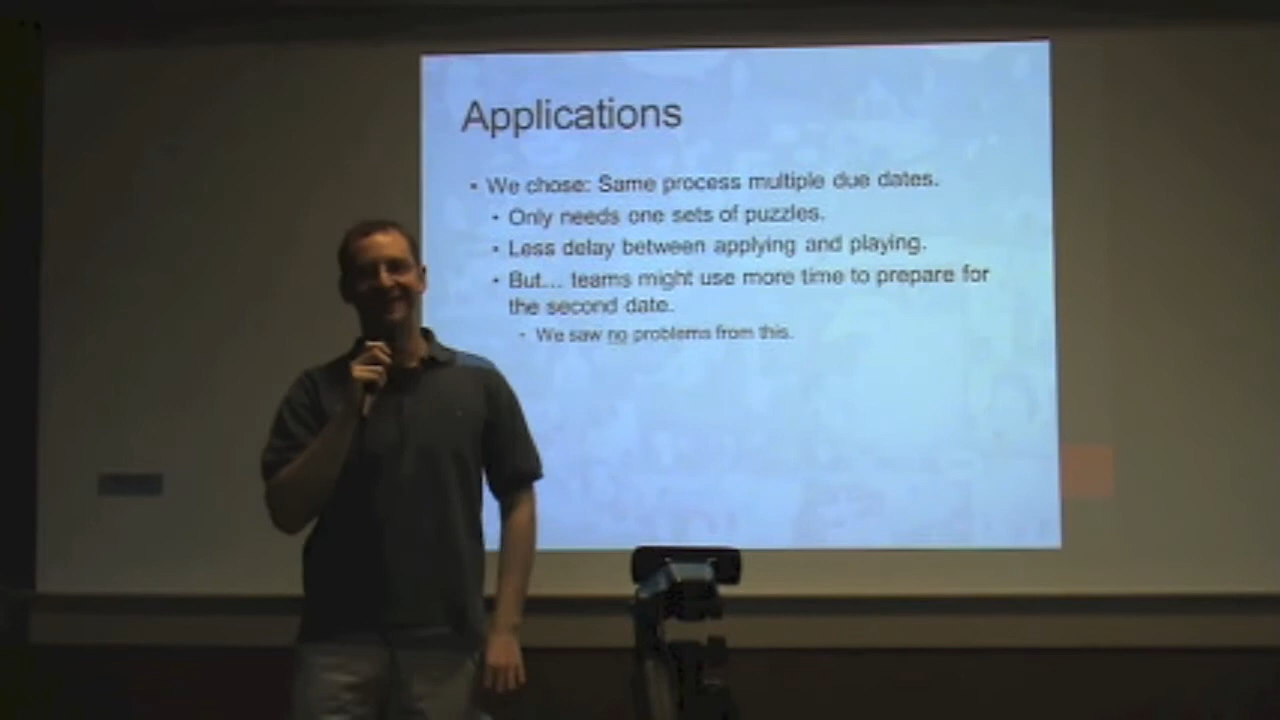 Applications
• We chose: Same process multiple due dates.
• Only needs one sets of puzzles.
• Less delay between applying and playing.
• But... teams might use more time to prepare for
the second date.
• We saw no problems from this.